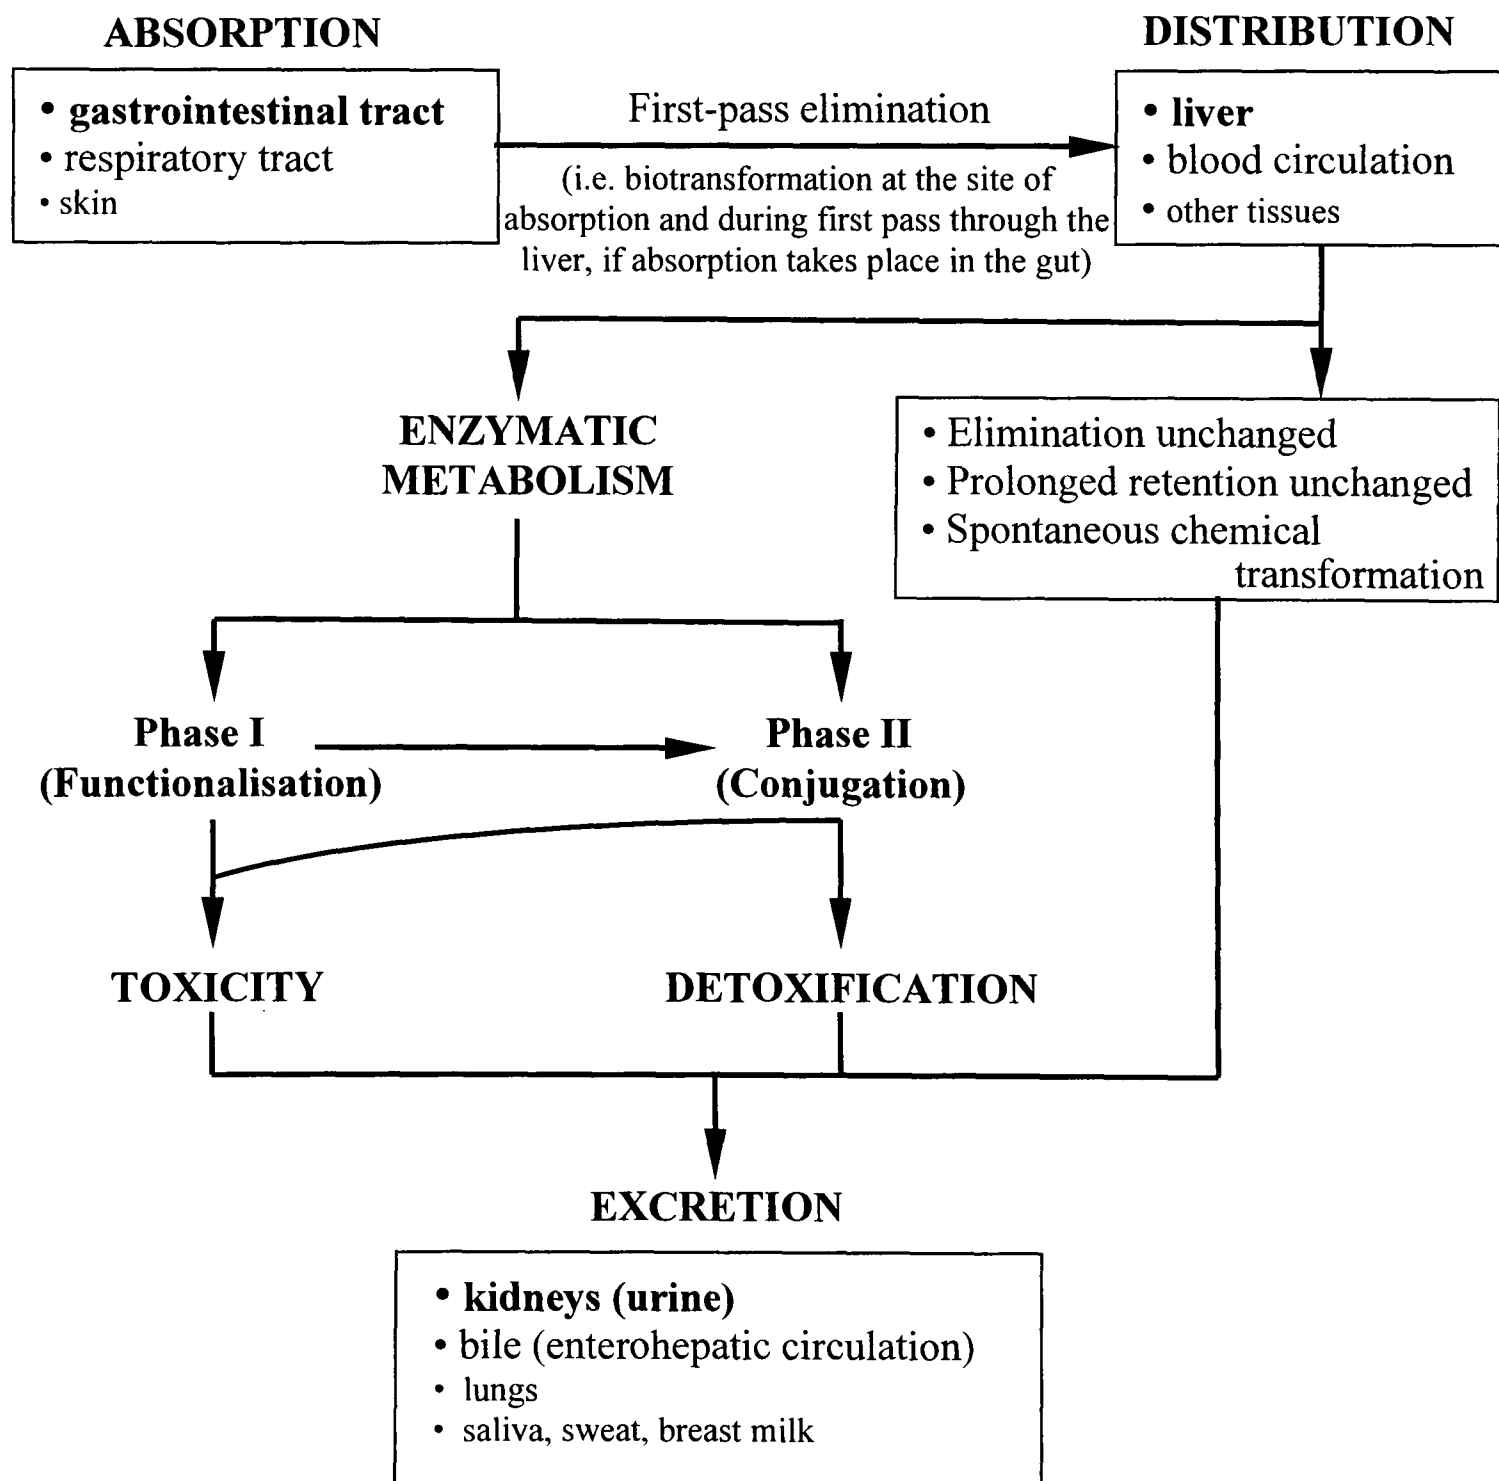 ABSORPTION
• gastrointestinal tract
• respiratory tract
• skin
First-pass elimination
(i.e. biotransformation at the site of
absorption and during first pass through the
liver, if absorption takes place in the gut)
DISTRIBUTION
• liver
• blood circulation
• other tissues
ENZYMATIC
METABOLISM
• Elimination unchanged
• Prolonged retention unchanged
• Spontaneous chemical
transformation
Phase I
(Functionalisation)
Phase II
(Conjugation)
TOXICITY
DETOXIFICATION
EXCRETION
• kidneys (urine)
• bile (enterohepatic circulation)
• lungs
• saliva, sweat, breast milk